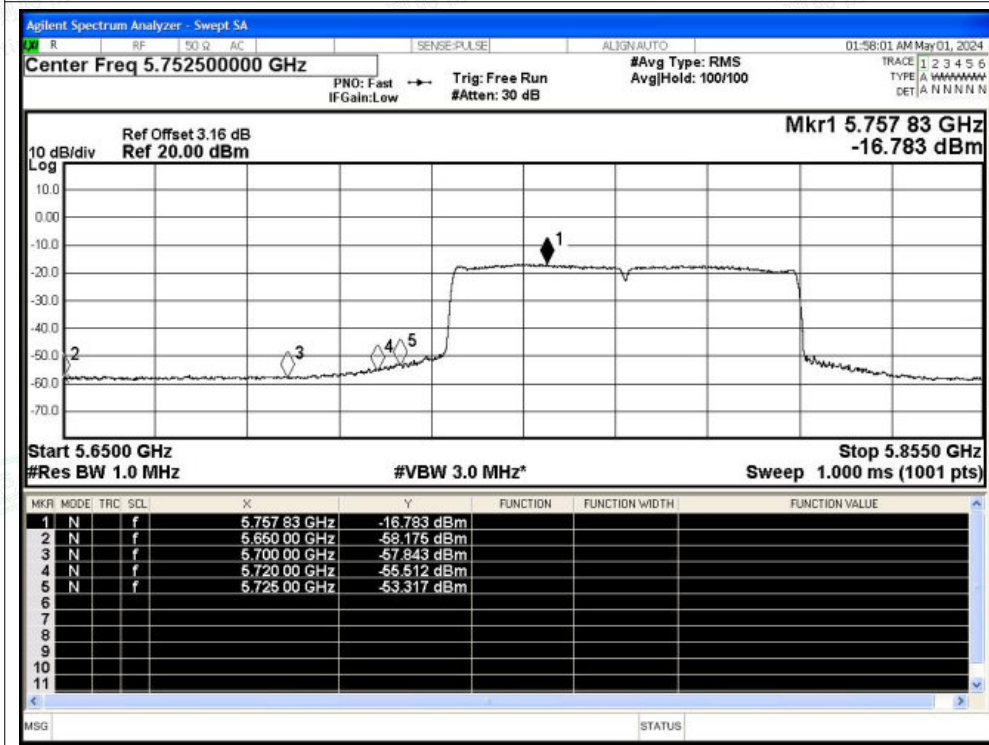 Agilent Spectrum Analyzer - Swept SA
LXI R RF 50 Ω AC SENSE:PULSE ALIGN AUTO 01:58:01 AM May 01, 2024
Center Freq 5.752500000 GHz #Avg Type: RMS TRACE 1 2 3 4 5 6
PNO: Fast Trig: Free Run Avg|Hold: 100/100 TYPE A WWWWW
IFGain:Low #Atten: 30 dB DET A N N N N N
Mkr1 5.757 83 GHz
Ref Offset 3.16 dB
10 dB/div Ref 20.00 dBm -16.783 dBm
Log
10.0
0.00
-10.0
1
-20.0
-30.0
-40.0
-50.0
2 3 4 5
-60.0
-70.0
Start 5.6500 GHz Stop 5.8550 GHz
#Res BW 1.0 MHz #VBW 3.0 MHz* Sweep 1.000 ms (1001 pts)
MKR MODE TRC SCL X Y FUNCTION FUNCTION WIDTH FUNCTION VALUE
1 N f 5.757 83 GHz -16.783 dBm
2 N f 5.650 00 GHz -58.175 dBm
3 N f 5.700 00 GHz -57.843 dBm
4 N f 5.720 00 GHz -55.512 dBm
5 N f 5.725 00 GHz -53.317 dBm
6
7
8
9
10
11
MSG STATUS